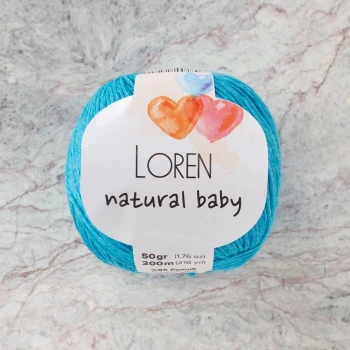 LOREN
natural baby
50gr (1,76 oz)
200m (218 yd)